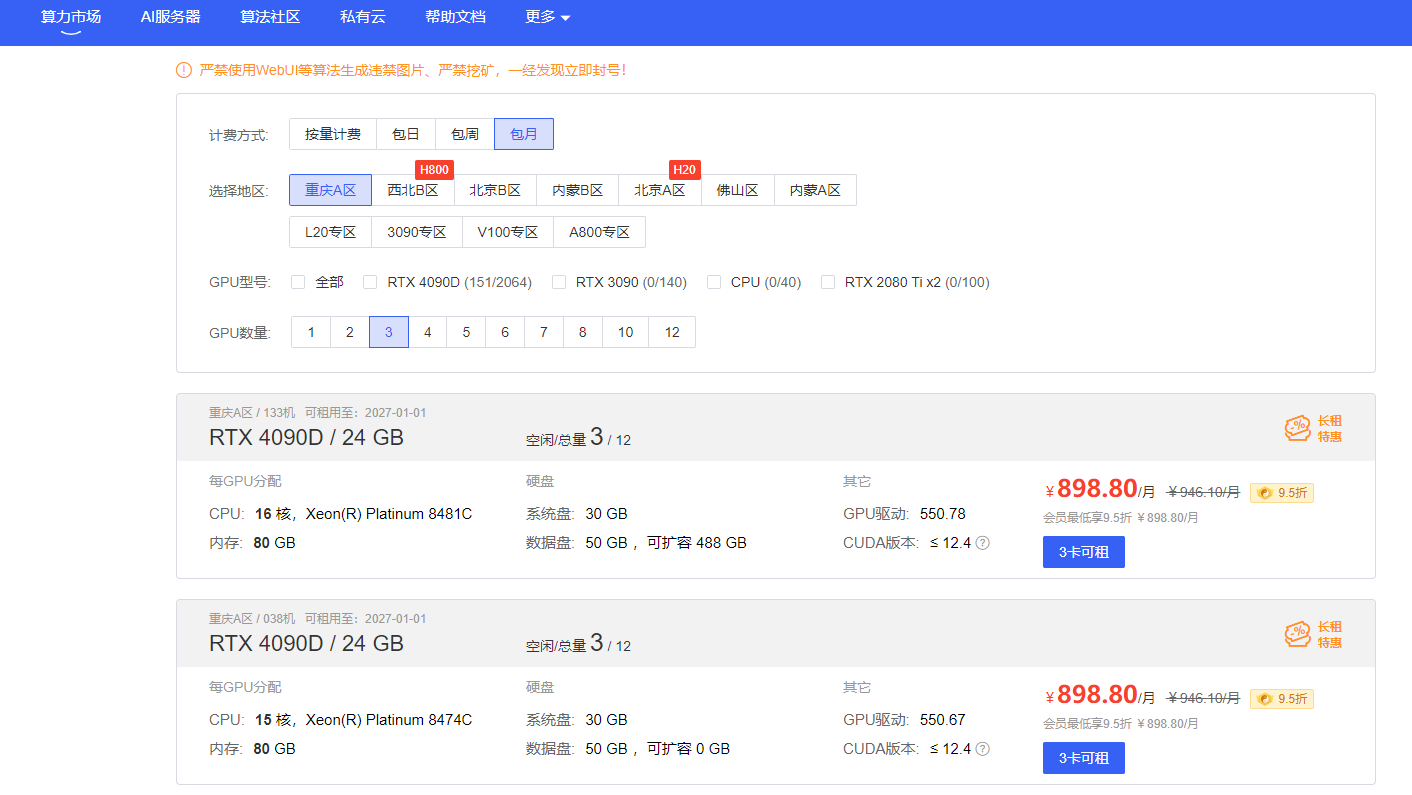 算力市场 AI服务器 算法社区 私有云 帮助文档 更多
严禁使用WebUI等算法生成违禁图片、严禁挖矿，一经发现立即封号！
计费方式: 按量计费 包日 包周 包月
H800 H20
选择地区: 重庆A区 西北B区 北京B区 内蒙B区 北京A区 佛山区 内蒙A区
L20专区 3090专区 V100专区 A800专区
GPU型号: 全部 RTX 4090D (151/2064) RTX 3090 (0/140) CPU (0/40) RTX 2080 Ti x2 (0/100)
GPU数量: 1 2 3 4 5 6 7 8 10 12
重庆A区 / 133机 可租用至：2027-01-01
RTX 4090D / 24 GB 空闲/总量 3 / 12 长租特惠
每GPU分配 硬盘 其它 ￥898.80/月 ￥946.10/月 9.5折
CPU: 16 核，Xeon(R) Platinum 8481C 系统盘: 30 GB GPU驱动: 550.78 会员最低享9.5折 ￥898.80/月
内存: 80 GB 数据盘: 50 GB ，可扩容 488 GB CUDA版本: ≤ 12.4 3卡可租
重庆A区 / 038机 可租用至：2027-01-01
RTX 4090D / 24 GB 空闲/总量 3 / 12 长租特惠
每GPU分配 硬盘 其它 ￥898.80/月 ￥946.10/月 9.5折
CPU: 15 核，Xeon(R) Platinum 8474C 系统盘: 30 GB GPU驱动: 550.67 会员最低享9.5折 ￥898.80/月
内存: 80 GB 数据盘: 50 GB ，可扩容 0 GB CUDA版本: ≤ 12.4 3卡可租